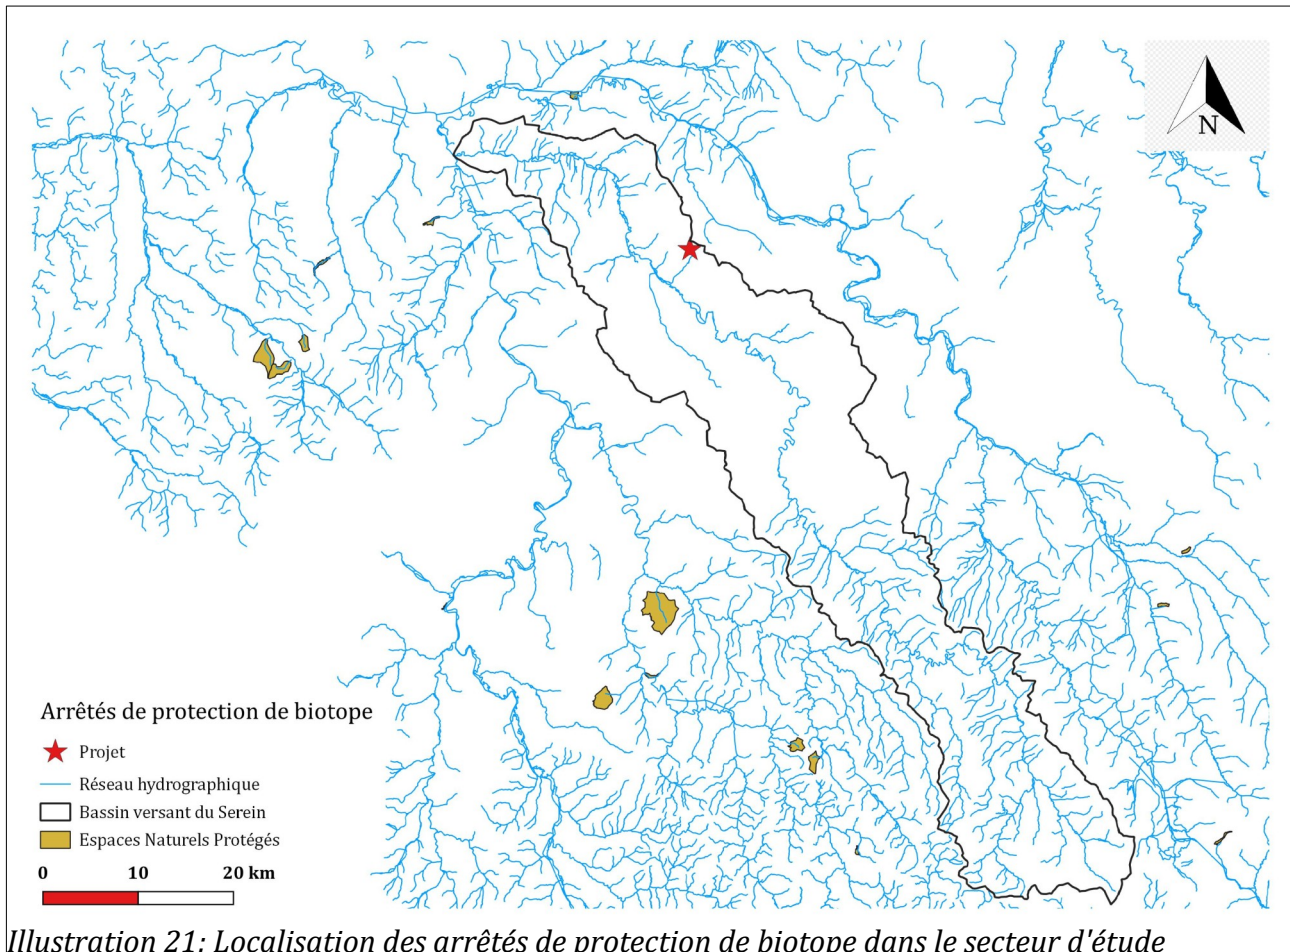 N
Arrêtés de protection de biotope
Projet
Réseau hydrographique
Bassin versant du Serein
Espaces Naturels Protégés
0 10 20 km
Illustration 21: Localisation des arrêtés de protection de biotope dans le secteur d'étude